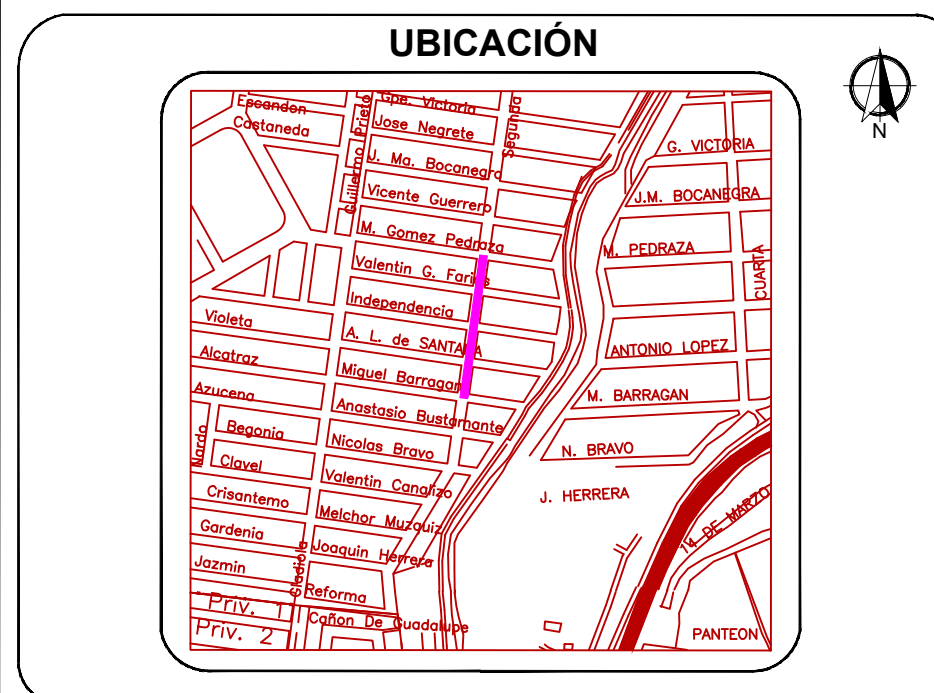 UBICACIÓN
N
Escandon
Castaneda
Guillermo Prieto
Gpe. Victoria
Jose Negrete
J. Ma. Bocanegra
Vicente Guerrero
M. Gomez Pedraza
Valentin G. Farias
Independencia
A. L. de SANTANA
Miguel Barragan
Anastasio Bustamante
Nicolas Bravo
Valentin Canalizo
Melchor Muzquiz
Joaquin Herrera
Reforma
Cañon De Guadalupe
Segunda
Violeta
Alcatraz
Azucena
Nardo
Begonia
Clavel
Crisantemo
Gardenia
Jazmin
Gladiola
Priv. 1
Priv. 2
G. VICTORIA
J.M. BOCANEGRA
M. PEDRAZA
CUARTA
ANTONIO LOPEZ
M. BARRAGAN
N. BRAVO
J. HERRERA
14 DE MARZO
PANTEON